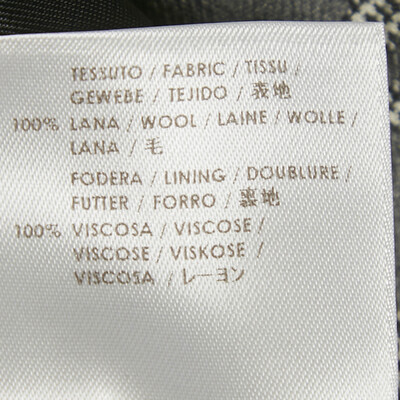 TESSUTO / FABRIC / TISSU /
GEWEBE / TEJIDO / 表地
100% LANA / WOOL / LAINE / WOLLE /
LANA / 毛
FODERA / LINING / DOUBLURE /
FUTTER / FORRO / 裏地
100% VISCOSA / VISCOSE /
VISCOSE / VISKOSE /
VISCOSA / レーヨン